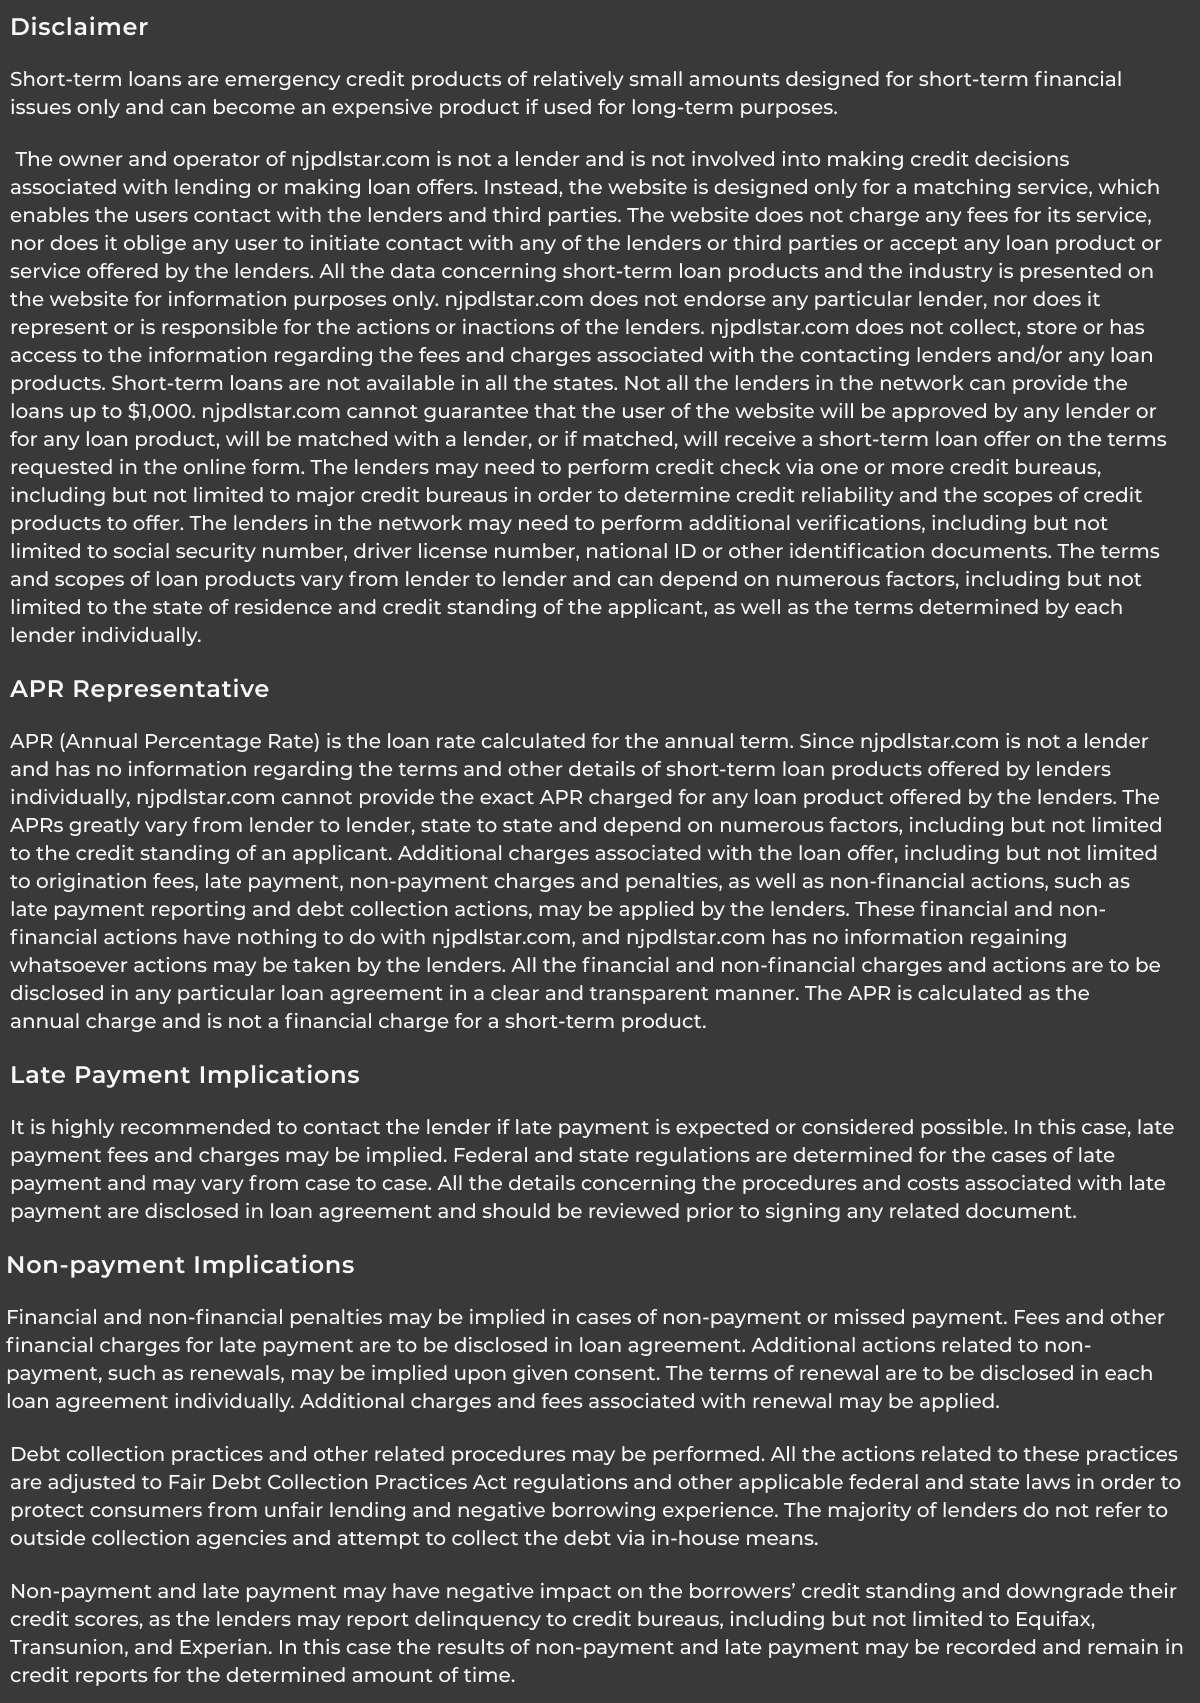 Disclaimer
Short-term loans are emergency credit products of relatively small amounts designed for short-term financial
issues only and can become an expensive product if used for long-term purposes.
The owner and operator of njpdlstar.com is not a lender and is not involved into making credit decisions
associated with lending or making loan offers. Instead, the website is designed only for a matching service, which
enables the users contact with the lenders and third parties. The website does not charge any fees for its service,
nor does it oblige any user to initiate contact with any of the lenders or third parties or accept any loan product or
service offered by the lenders. All the data concerning short-term loan products and the industry is presented on
the website for information purposes only. njpdlstar.com does not endorse any particular lender, nor does it
represent or is responsible for the actions or inactions of the lenders. njpdlstar.com does not collect, store or has
access to the information regarding the fees and charges associated with the contacting lenders and/or any loan
products. Short-term loans are not available in all the states. Not all the lenders in the network can provide the
loans up to $1,000. njpdlstar.com cannot guarantee that the user of the website will be approved by any lender or
for any loan product, will be matched with a lender, or if matched, will receive a short-term loan offer on the terms
requested in the online form. The lenders may need to perform credit check via one or more credit bureaus,
including but not limited to major credit bureaus in order to determine credit reliability and the scopes of credit
products to offer. The lenders in the network may need to perform additional verifications, including but not
limited to social security number, driver license number, national ID or other identification documents. The terms
and scopes of loan products vary from lender to lender and can depend on numerous factors, including but not
limited to the state of residence and credit standing of the applicant, as well as the terms determined by each
lender individually.
APR Representative
APR (Annual Percentage Rate) is the loan rate calculated for the annual term. Since njpdlstar.com is not a lender
and has no information regarding the terms and other details of short-term loan products offered by lenders
individually, njpdlstar.com cannot provide the exact APR charged for any loan product offered by the lenders. The
APRs greatly vary from lender to lender, state to state and depend on numerous factors, including but not limited
to the credit standing of an applicant. Additional charges associated with the loan offer, including but not limited
to origination fees, late payment, non-payment charges and penalties, as well as non-financial actions, such as
late payment reporting and debt collection actions, may be applied by the lenders. These financial and non-
financial actions have nothing to do with njpdlstar.com, and njpdlstar.com has no information regaining
whatsoever actions may be taken by the lenders. All the financial and non-financial charges and actions are to be
disclosed in any particular loan agreement in a clear and transparent manner. The APR is calculated as the
annual charge and is not a financial charge for a short-term product.
Late Payment Implications
It is highly recommended to contact the lender if late payment is expected or considered possible. In this case, late
payment fees and charges may be implied. Federal and state regulations are determined for the cases of late
payment and may vary from case to case. All the details concerning the procedures and costs associated with late
payment are disclosed in loan agreement and should be reviewed prior to signing any related document.
Non-payment Implications
Financial and non-financial penalties may be implied in cases of non-payment or missed payment. Fees and other
financial charges for late payment are to be disclosed in loan agreement. Additional actions related to non-
payment, such as renewals, may be implied upon given consent. The terms of renewal are to be disclosed in each
loan agreement individually. Additional charges and fees associated with renewal may be applied.
Debt collection practices and other related procedures may be performed. All the actions related to these practices
are adjusted to Fair Debt Collection Practices Act regulations and other applicable federal and state laws in order to
protect consumers from unfair lending and negative borrowing experience. The majority of lenders do not refer to
outside collection agencies and attempt to collect the debt via in-house means.
Non-payment and late payment may have negative impact on the borrowers’ credit standing and downgrade their
credit scores, as the lenders may report delinquency to credit bureaus, including but not limited to Equifax,
Transunion, and Experian. In this case the results of non-payment and late payment may be recorded and remain in
credit reports for the determined amount of time.